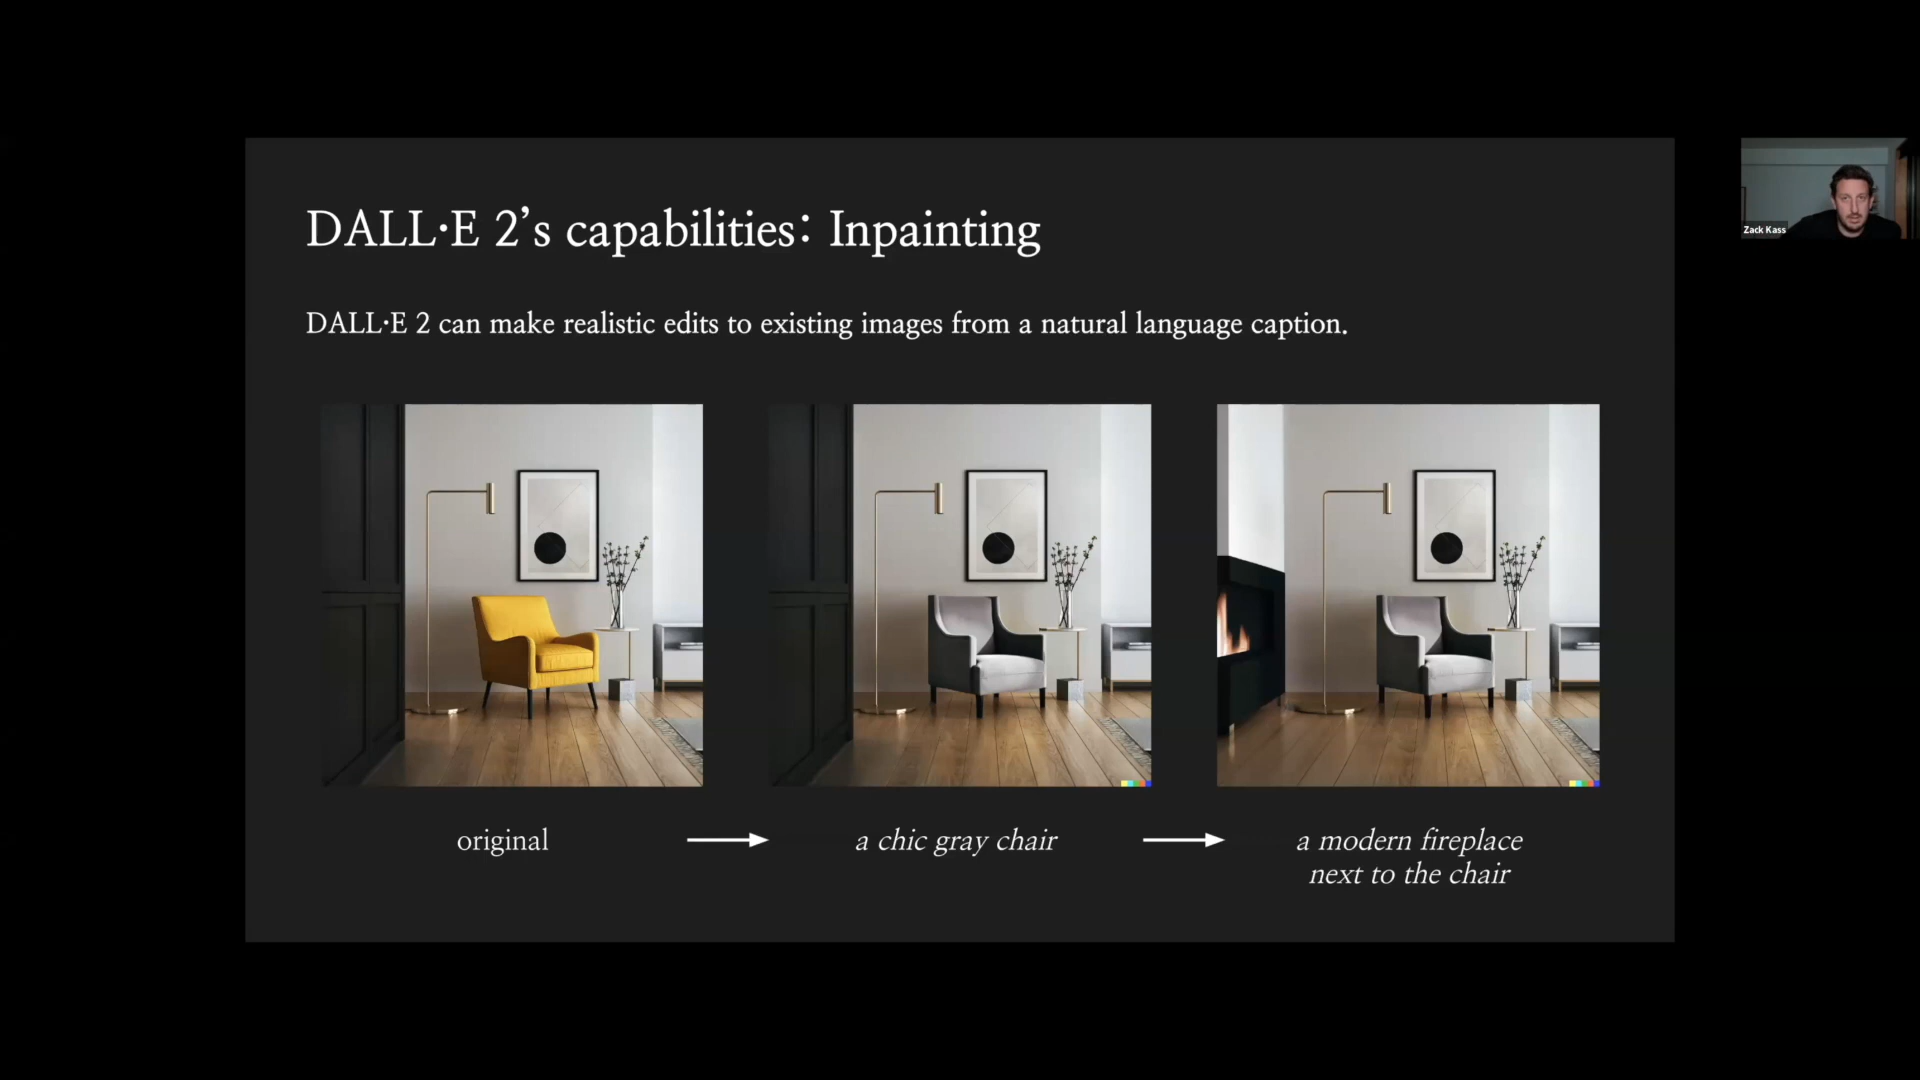 DALL·E 2’s capabilities: Inpainting
DALL·E 2 can make realistic edits to existing images from a natural language caption.
original
a chic gray chair
a modern fireplace
next to the chair
Zack Kass